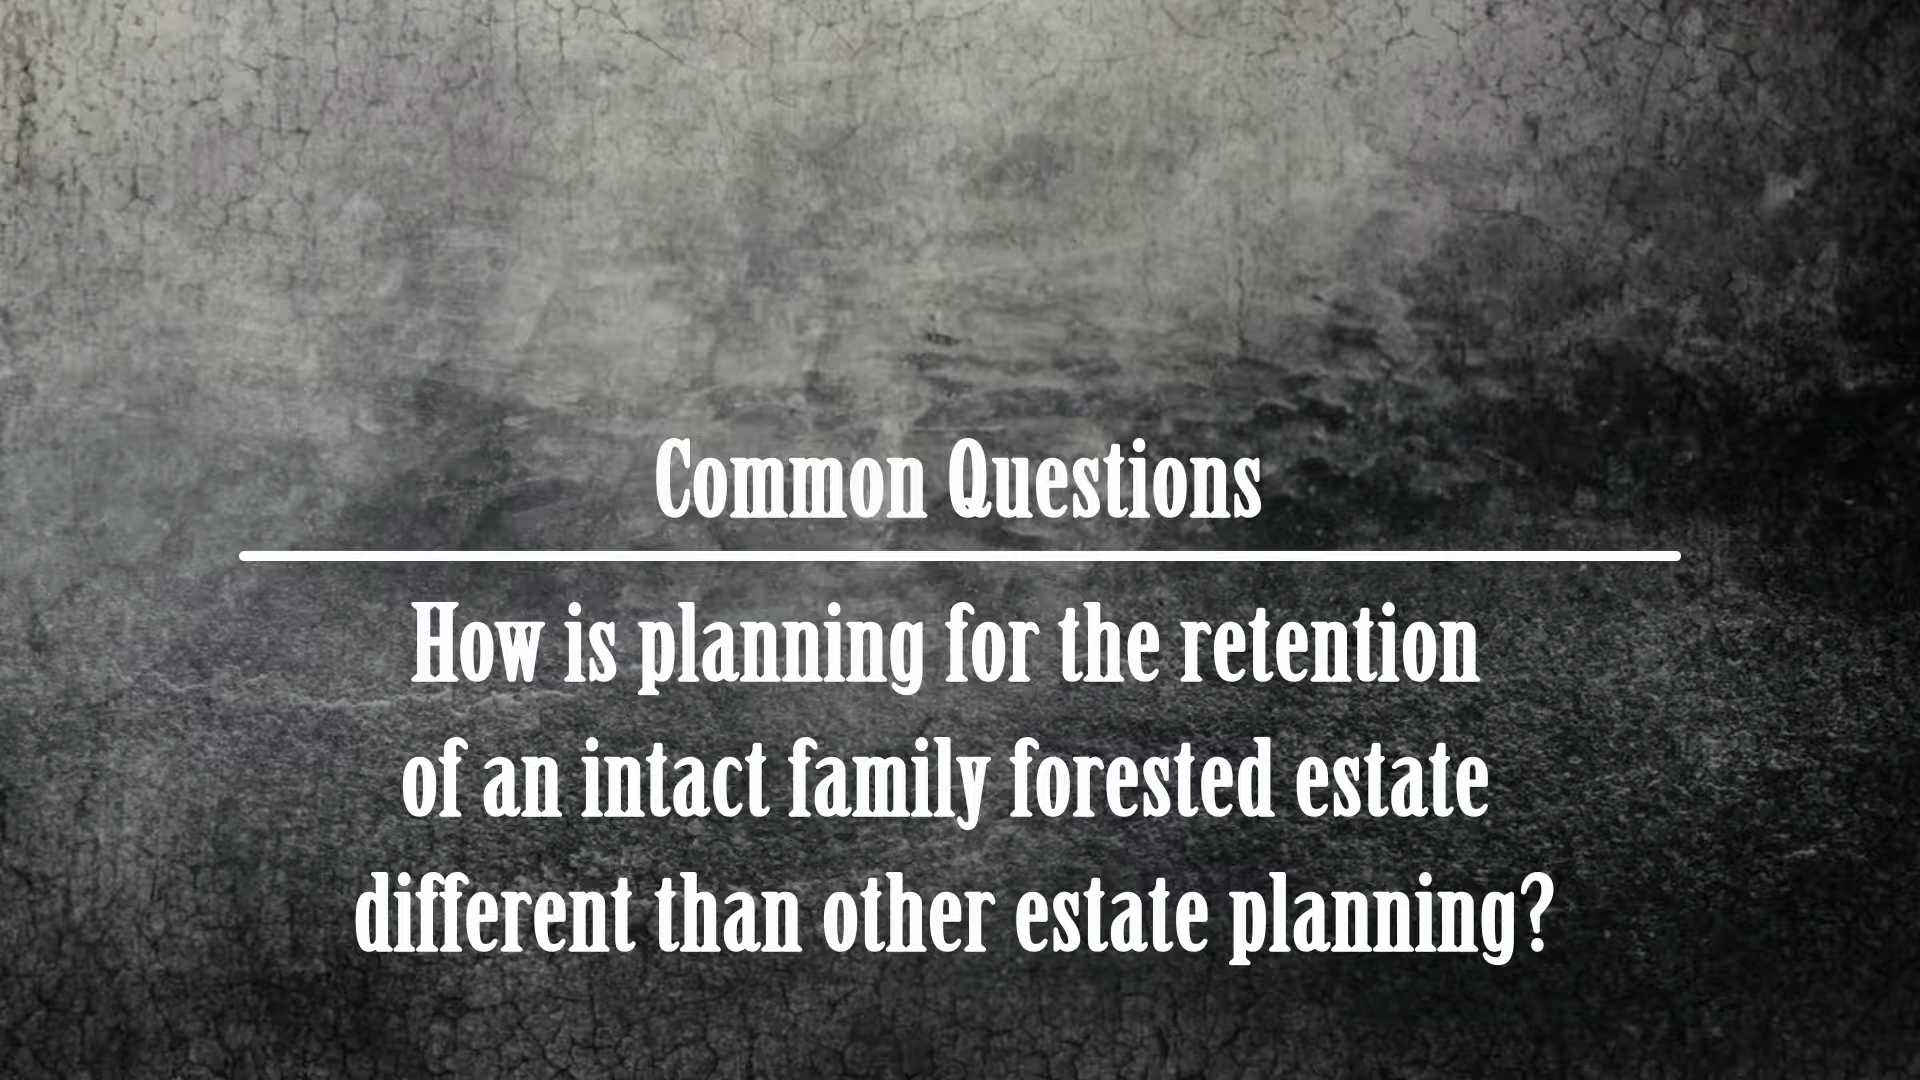 Common Questions
How is planning for the retention
of an intact family forested estate
different than other estate planning?